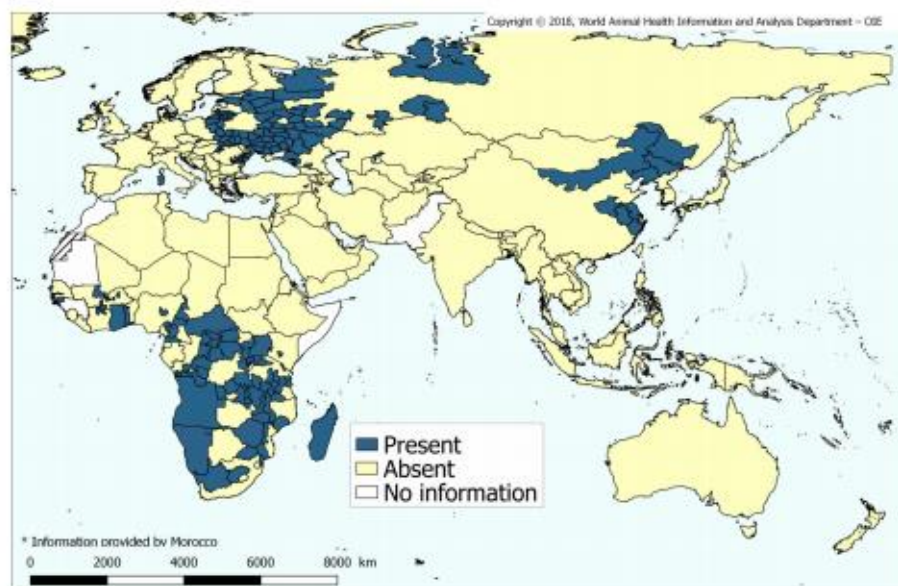 Copyright © 2018, World Animal Health Information and Analysis Department – OIE
Present
Absent
No information
* Information provided by Morocco
0 2000 4000 6000 8000 km